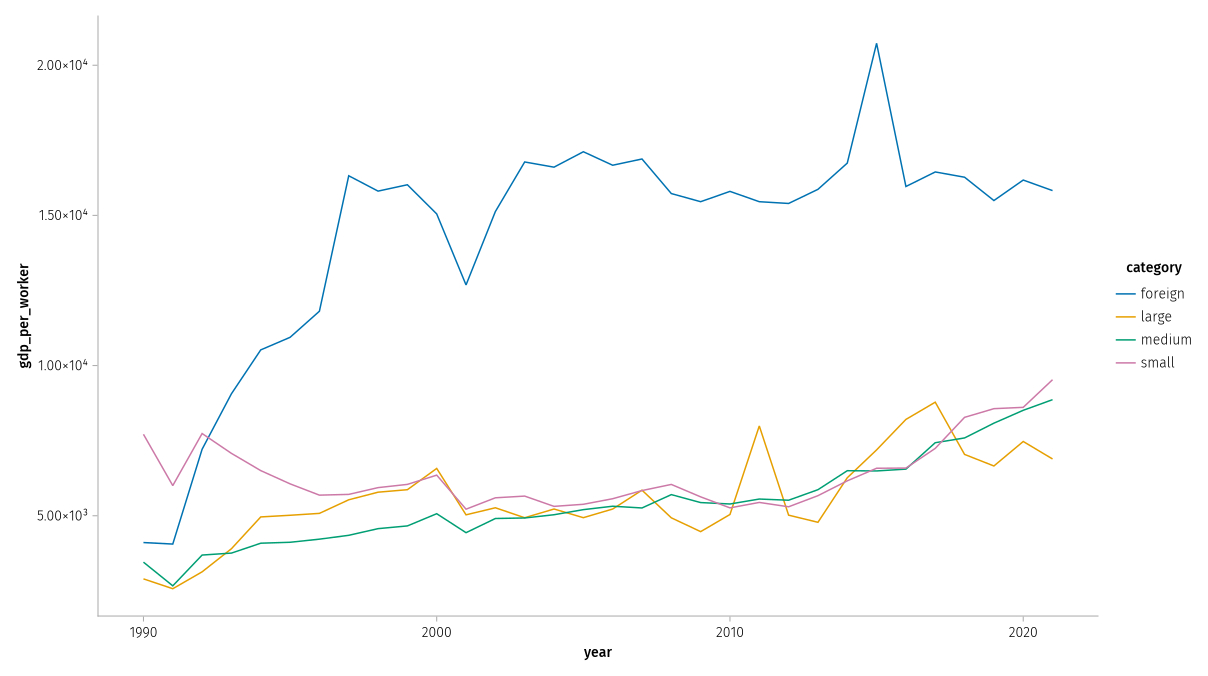 gdp_per_worker
2.00×10⁴
1.50×10⁴
1.00×10⁴
5.00×10³
1990 2000 2010 2020
year
category
foreign
large
medium
small